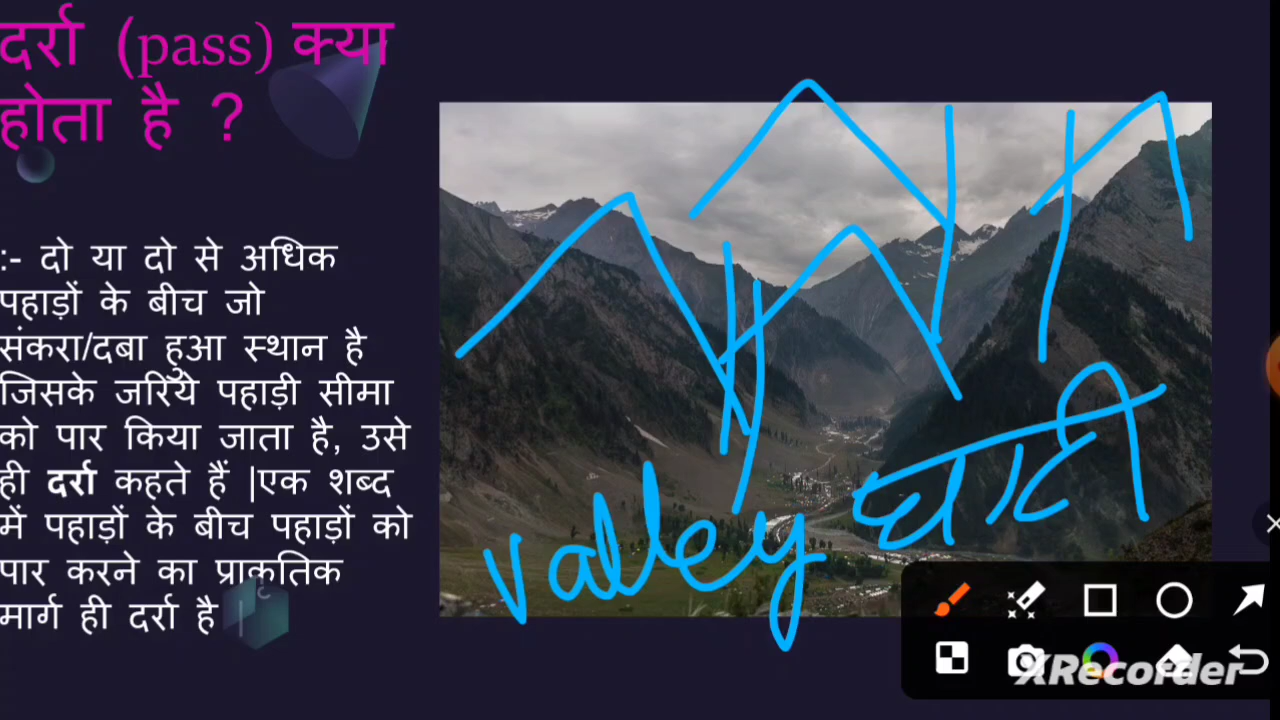 दर्रा (pass) क्या
होता है ?
:- दो या दो से अधिक
पहाड़ों के बीच जो
संकरा/दबा हुआ स्थान है
जिसके जरिये पहाड़ी सीमा
को पार किया जाता है, उसे
ही दर्रा कहते हैं |एक शब्द
में पहाड़ों के बीच पहाड़ों को
पार करने का प्राकृतिक
मार्ग ही दर्रा है |
valley घाटी
XRecorder